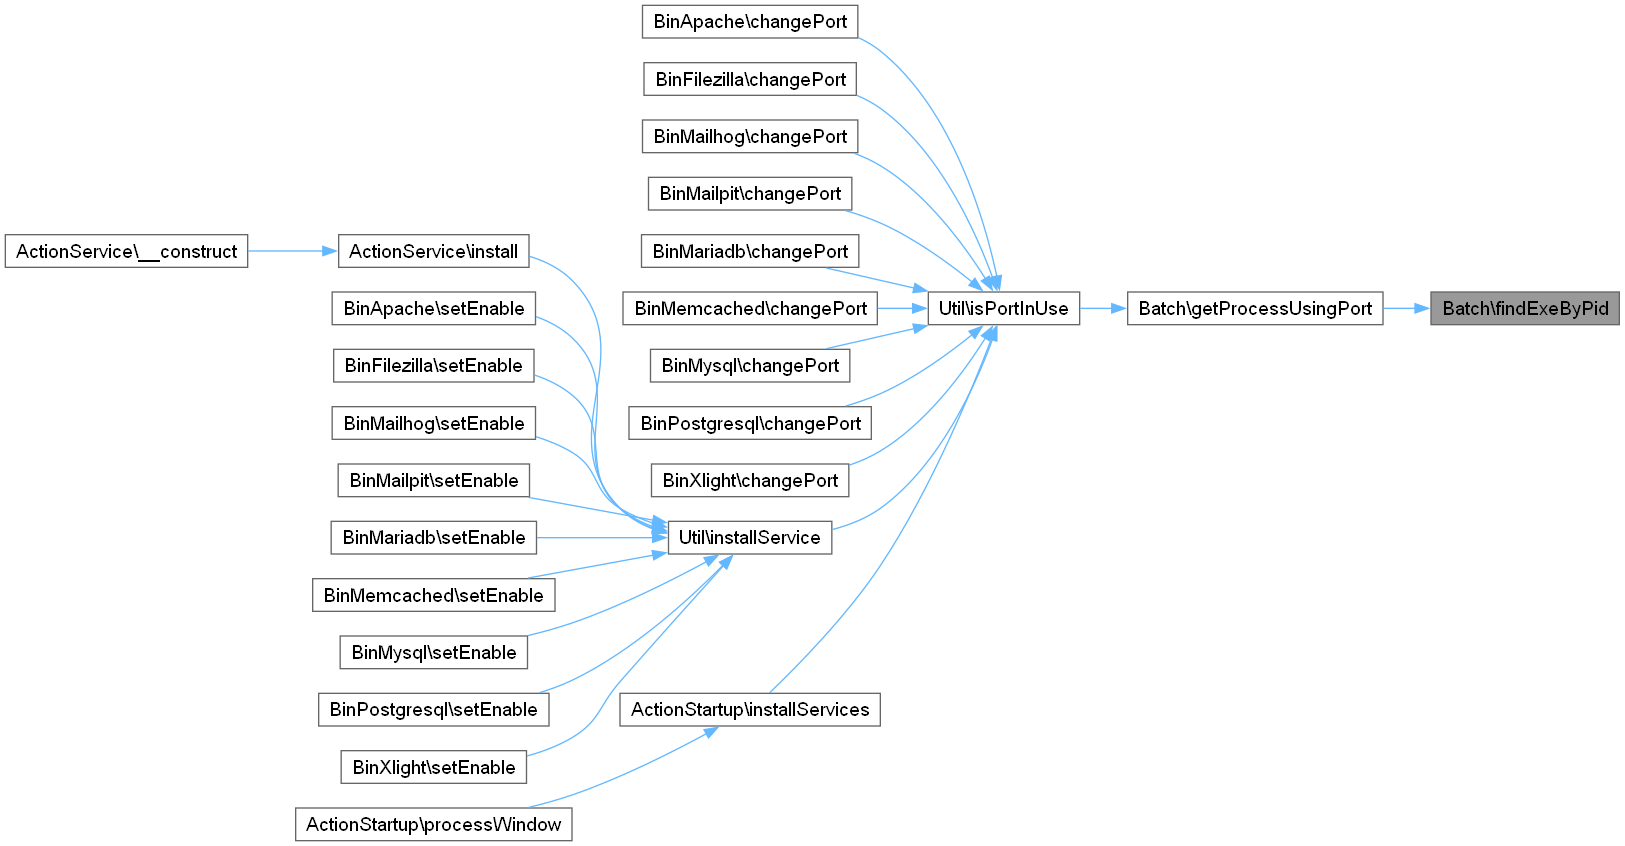 BinApache\changePort
BinFilezilla\changePort
BinMailhog\changePort
BinMailpit\changePort
ActionService\__construct
ActionService\install
BinMariadb\changePort
BinApache\setEnable
BinMemcached\changePort
Util\isPortInUse
Batch\getProcessUsingPort
Batch\findExeByPid
BinFilezilla\setEnable
BinMysql\changePort
BinMailhog\setEnable
BinPostgresql\changePort
BinMailpit\setEnable
BinXlight\changePort
BinMariadb\setEnable
Util\installService
BinMemcached\setEnable
BinMysql\setEnable
BinPostgresql\setEnable
ActionStartup\installServices
BinXlight\setEnable
ActionStartup\processWindow